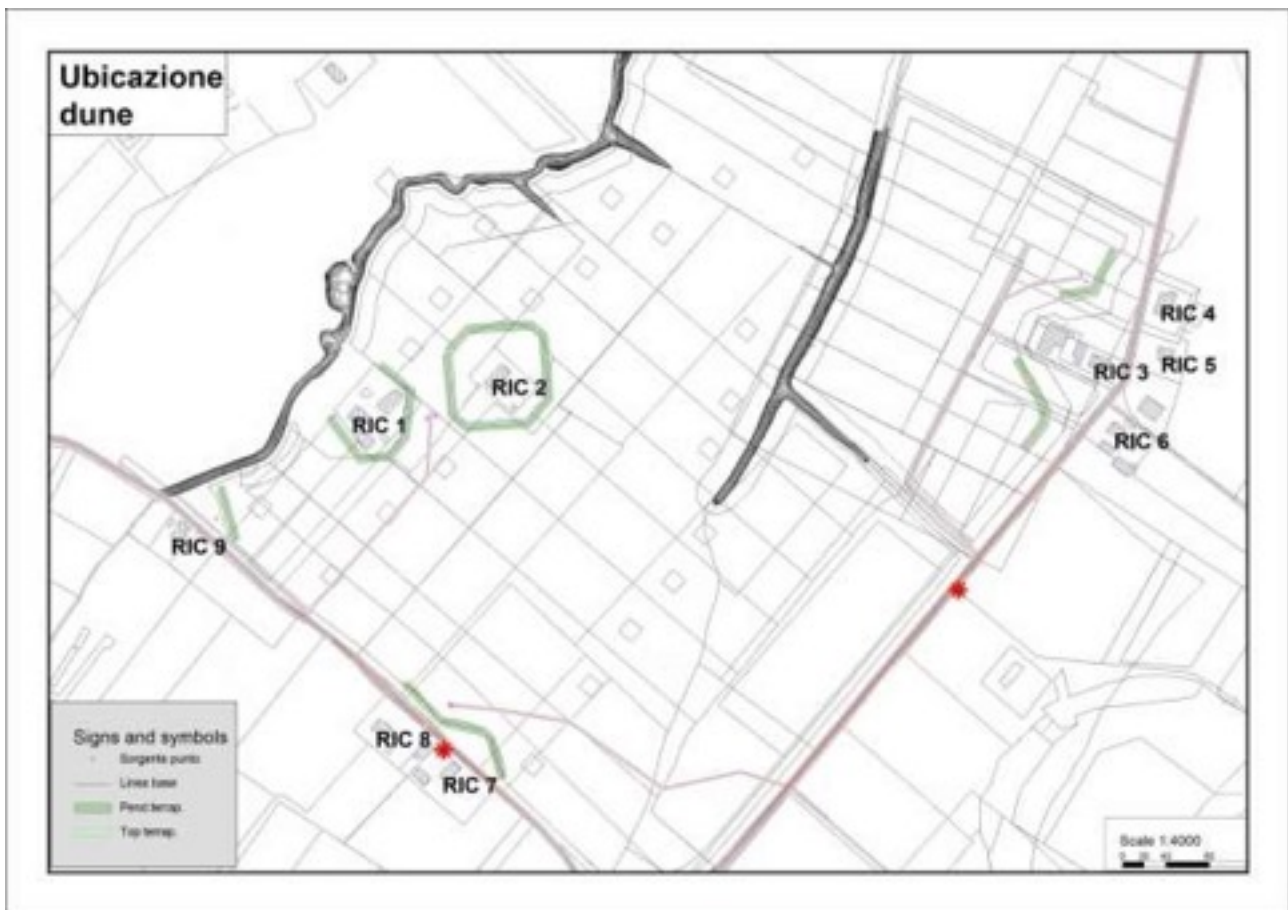 Ubicazione
dune
RIC 4
RIC 3
RIC 5
RIC 2
RIC 1
RIC 6
RIC 9
RIC 8
RIC 7
Signs and symbols
Sorgente punto
Linea base
Pend.terrap.
Top terrap.
Scale 1:4000